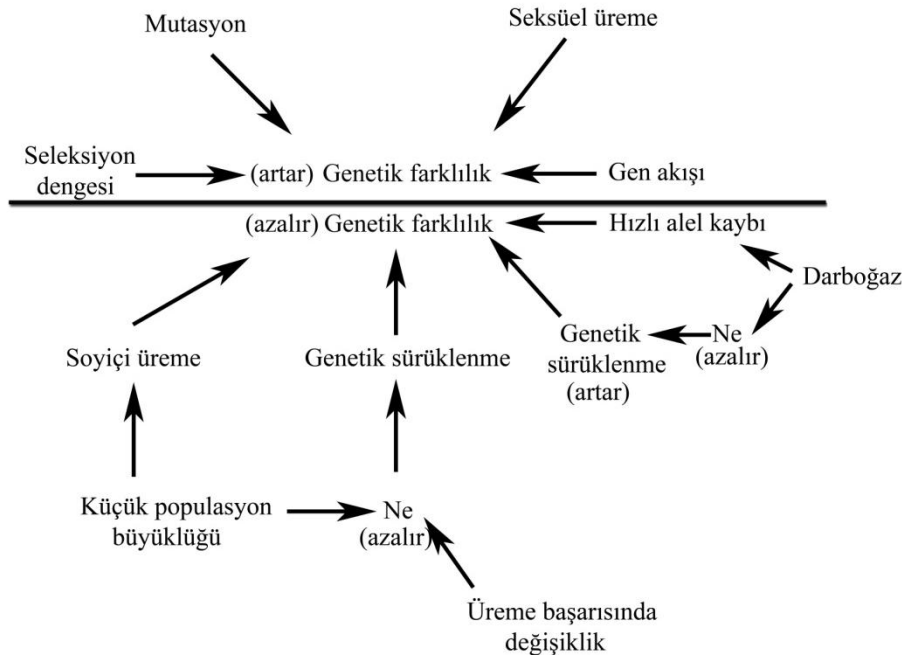 Mutasyon
Seksüel üreme
Seleksiyon
dengesi
(artar) Genetik farklılık
Gen akışı
(azalır) Genetik farklılık
Hızlı alel kaybı
Darboğaz
Soyiçi üreme
Genetik sürüklenme
Genetik
sürüklenme
(artar)
Ne
(azalır)
Küçük populasyon
büyüklüğü
Ne
(azalır)
Üreme başarısında
değişiklik